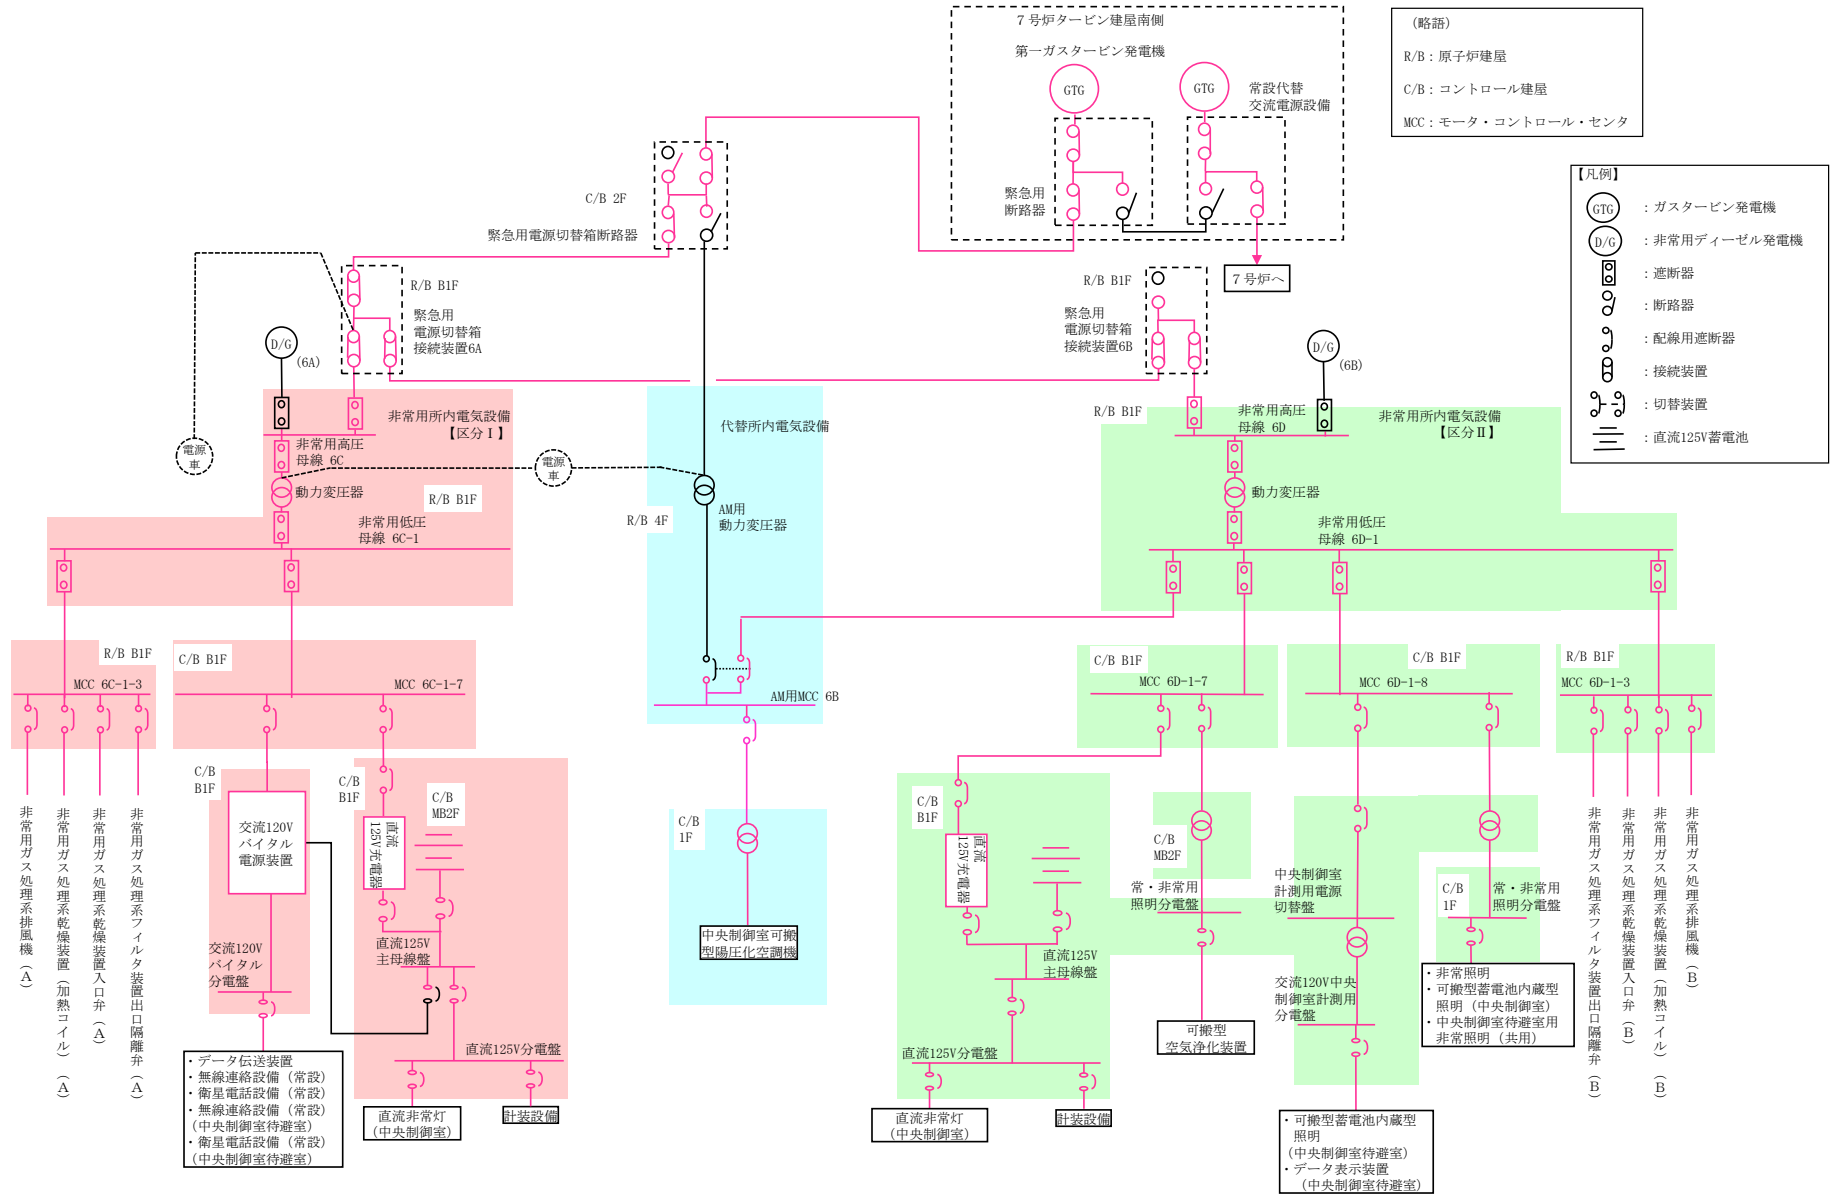 ７号炉タービン建屋南側
第一ガスタービン発電機
GTG
GTG
常設代替
交流電源設備
緊急用
断路器
７号炉へ
（略語）
R/B：原子炉建屋
C/B：コントロール建屋
MCC：モータ・コントロール・センタ
【凡例】
GTG ：ガスタービン発電機
D/G ：非常用ディーゼル発電機
：遮断器
：断路器
：配線用遮断器
：接続装置
：切替装置
：直流125V蓄電池
C/B 2F
緊急用電源切替箱断路器
R/B B1F
緊急用
電源切替箱
接続装置6A
D/G
(6A)
電源
車
電源
車
R/B B1F
緊急用
電源切替箱
接続装置6B
D/G
(6B)
非常用所内電気設備
【区分Ⅰ】
非常用高圧
母線 6C
動力変圧器
R/B B1F
非常用低圧
母線 6C-1
代替所内電気設備
AM用
動力変圧器
R/B 4F
AM用MCC 6B
R/B B1F
非常用高圧
母線 6D
非常用所内電気設備
【区分Ⅱ】
動力変圧器
非常用低圧
母線 6D-1
R/B B1F
MCC 6C-1-3
C/B B1F
MCC 6C-1-7
C/B B1F
MCC 6D-1-7
C/B B1F
MCC 6D-1-8
R/B B1F
MCC 6D-1-3
非常用ガス処理系排風機（Ａ）
非常用ガス処理系乾燥装置（加熱コイル）（Ａ）
非常用ガス処理系乾燥装置入口弁（Ａ）
非常用ガス処理系フィルタ装置出口隔離弁（Ａ）
C/B
B1F
交流120V
バイタル
電源装置
交流120V
バイタル
分電盤
・データ伝送装置
・無線連絡設備（常設）
・衛星電話設備（常設）
・無線連絡設備（常設）
（中央制御室待避室）
・衛星電話設備（常設）
（中央制御室待避室）
C/B
B1F
直流
125V充電器
C/B
MB2F
直流125V
主母線盤
直流125V分電盤
直流非常灯
（中央制御室）
計装設備
C/B
1F
中央制御室可搬
型陽圧化空調機
C/B
B1F
直流
125V充電器
直流125V
主母線盤
直流125V分電盤
直流非常灯
（中央制御室）
計装設備
C/B
MB2F
常・非常用
照明分電盤
可搬型
空気浄化装置
中央制御室
計測用電源
切替盤
交流120V中央
制御室計測用
分電盤
・可搬型蓄電池内蔵型
照明
（中央制御室待避室）
・データ表示装置
（中央制御室待避室）
C/B
1F
常・非常用
照明分電盤
・非常照明
・可搬型蓄電池内蔵型
照明（中央制御室）
・中央制御室待避室用
非常照明（共用）
非常用ガス処理系フィルタ装置出口隔離弁（Ｂ）
非常用ガス処理系乾燥装置入口弁（Ｂ）
非常用ガス処理系乾燥装置（加熱コイル）（Ｂ）
非常用ガス処理系排風機（Ｂ）